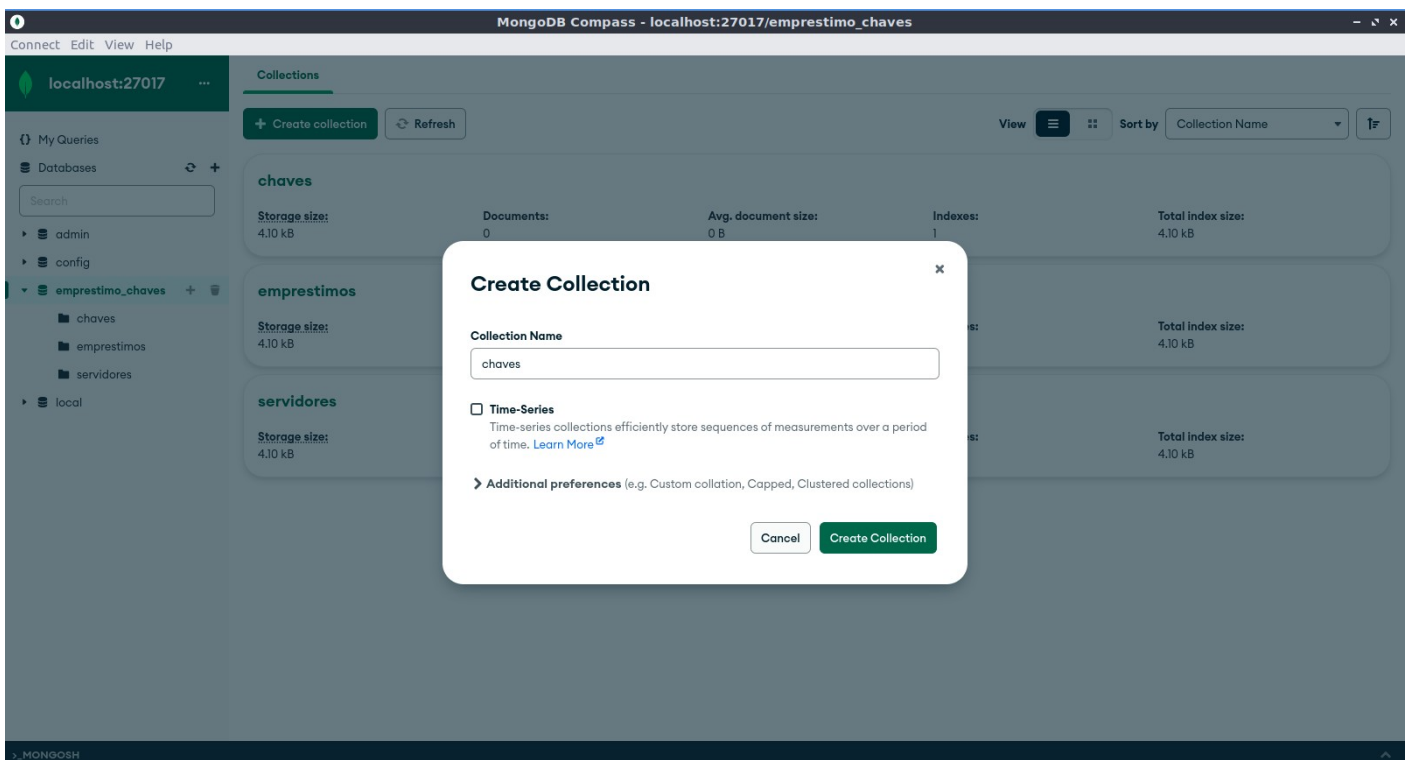 MongoDB Compass - localhost:27017/emprestimo_chaves
Connect Edit View Help
localhost:27017 ...
{} My Queries
Databases
Search
admin
config
emprestimo_chaves
chaves
emprestimos
servidores
local
Collections
+ Create collection Refresh View Sort by Collection Name
chaves
Storage size: Documents: Avg. document size: Indexes: Total index size:
4.10 kB 0 0 B 1 4.10 kB
emprestimos
Storage size: s: Total index size:
4.10 kB 4.10 kB
servidores
Storage size: s: Total index size:
4.10 kB 4.10 kB
Create Collection
Collection Name
chaves
Time-Series
Time-series collections efficiently store sequences of measurements over a period
of time. Learn More
Additional preferences (e.g. Custom collation, Capped, Clustered collections)
Cancel Create Collection
>_MONGOSH